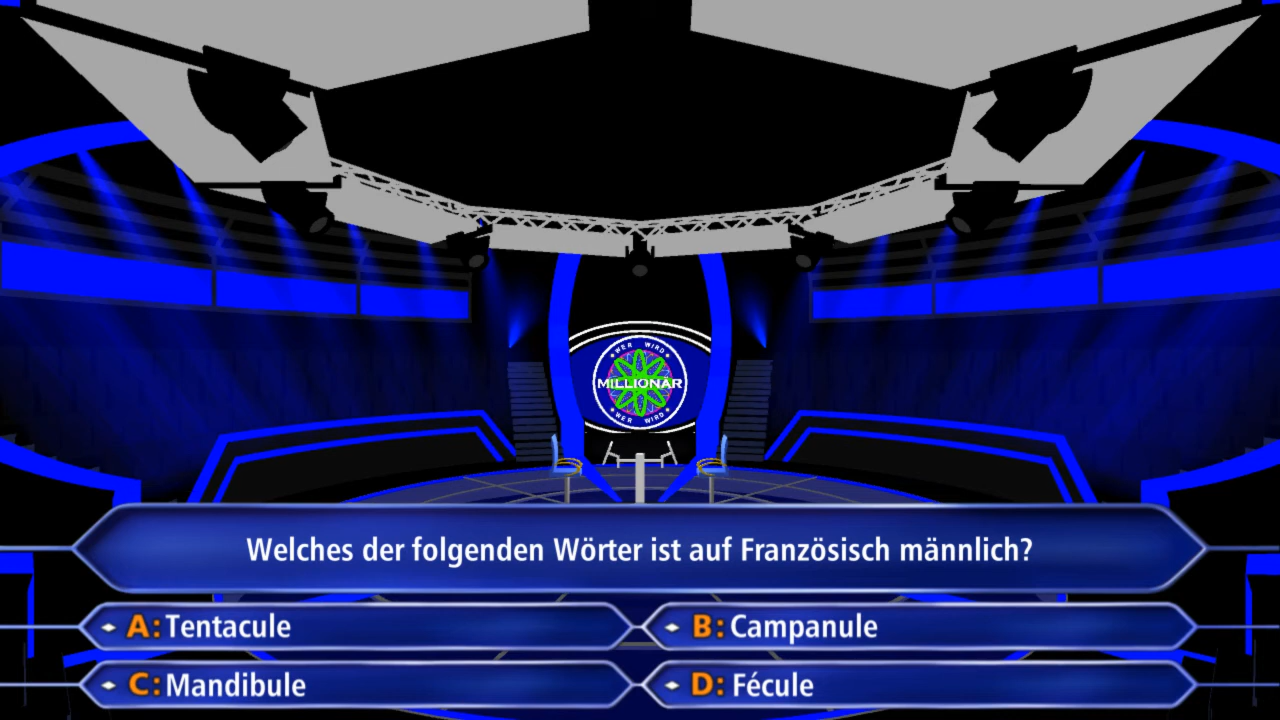 WER WIRD
MILLIONÄR
WER WIRD
Welches der folgenden Wörter ist auf Französisch männlich?
A: Tentacule
B: Campanule
C: Mandibule
D: Fécule